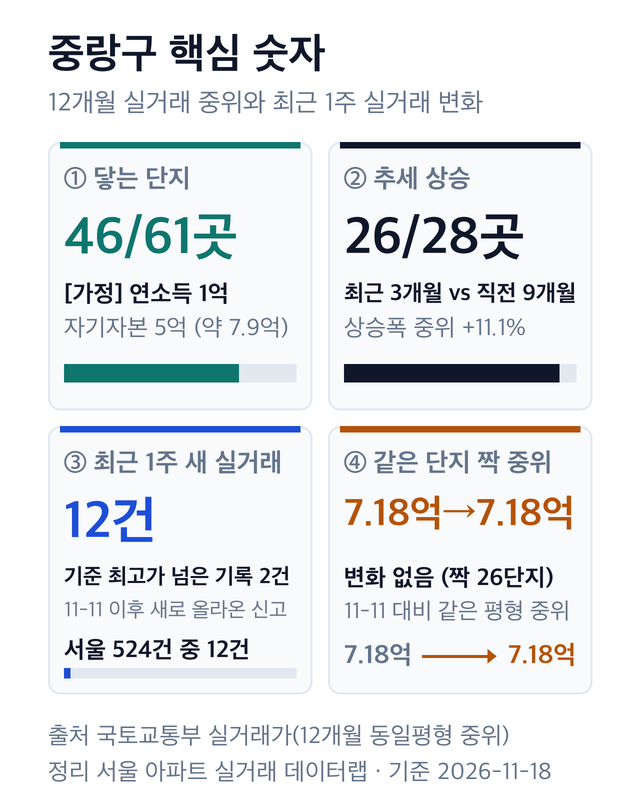 중랑구 핵심 숫자
12개월 실거래 중위와 최근 1주 실거래 변화
① 닿는 단지
46/61곳
[가정] 연소득 1억
자기자본 5억 (약 7.9억)
② 추세 상승
26/28곳
최근 3개월 vs 직전 9개월
상승폭 중위 +11.1%
③ 최근 1주 새 실거래
12건
기준 최고가 넘은 기록 2건
11-11 이후 새로 올라온 신고
서울 524건 중 12건
④ 같은 단지 짝 중위
7.18억→7.18억
변화 없음 (짝 26단지)
11-11 대비 같은 평형 중위
7.18억 → 7.18억
출처 국토교통부 실거래가(12개월 동일평형 중위)
정리 서울 아파트 실거래 데이터랩 · 기준 2026-11-18